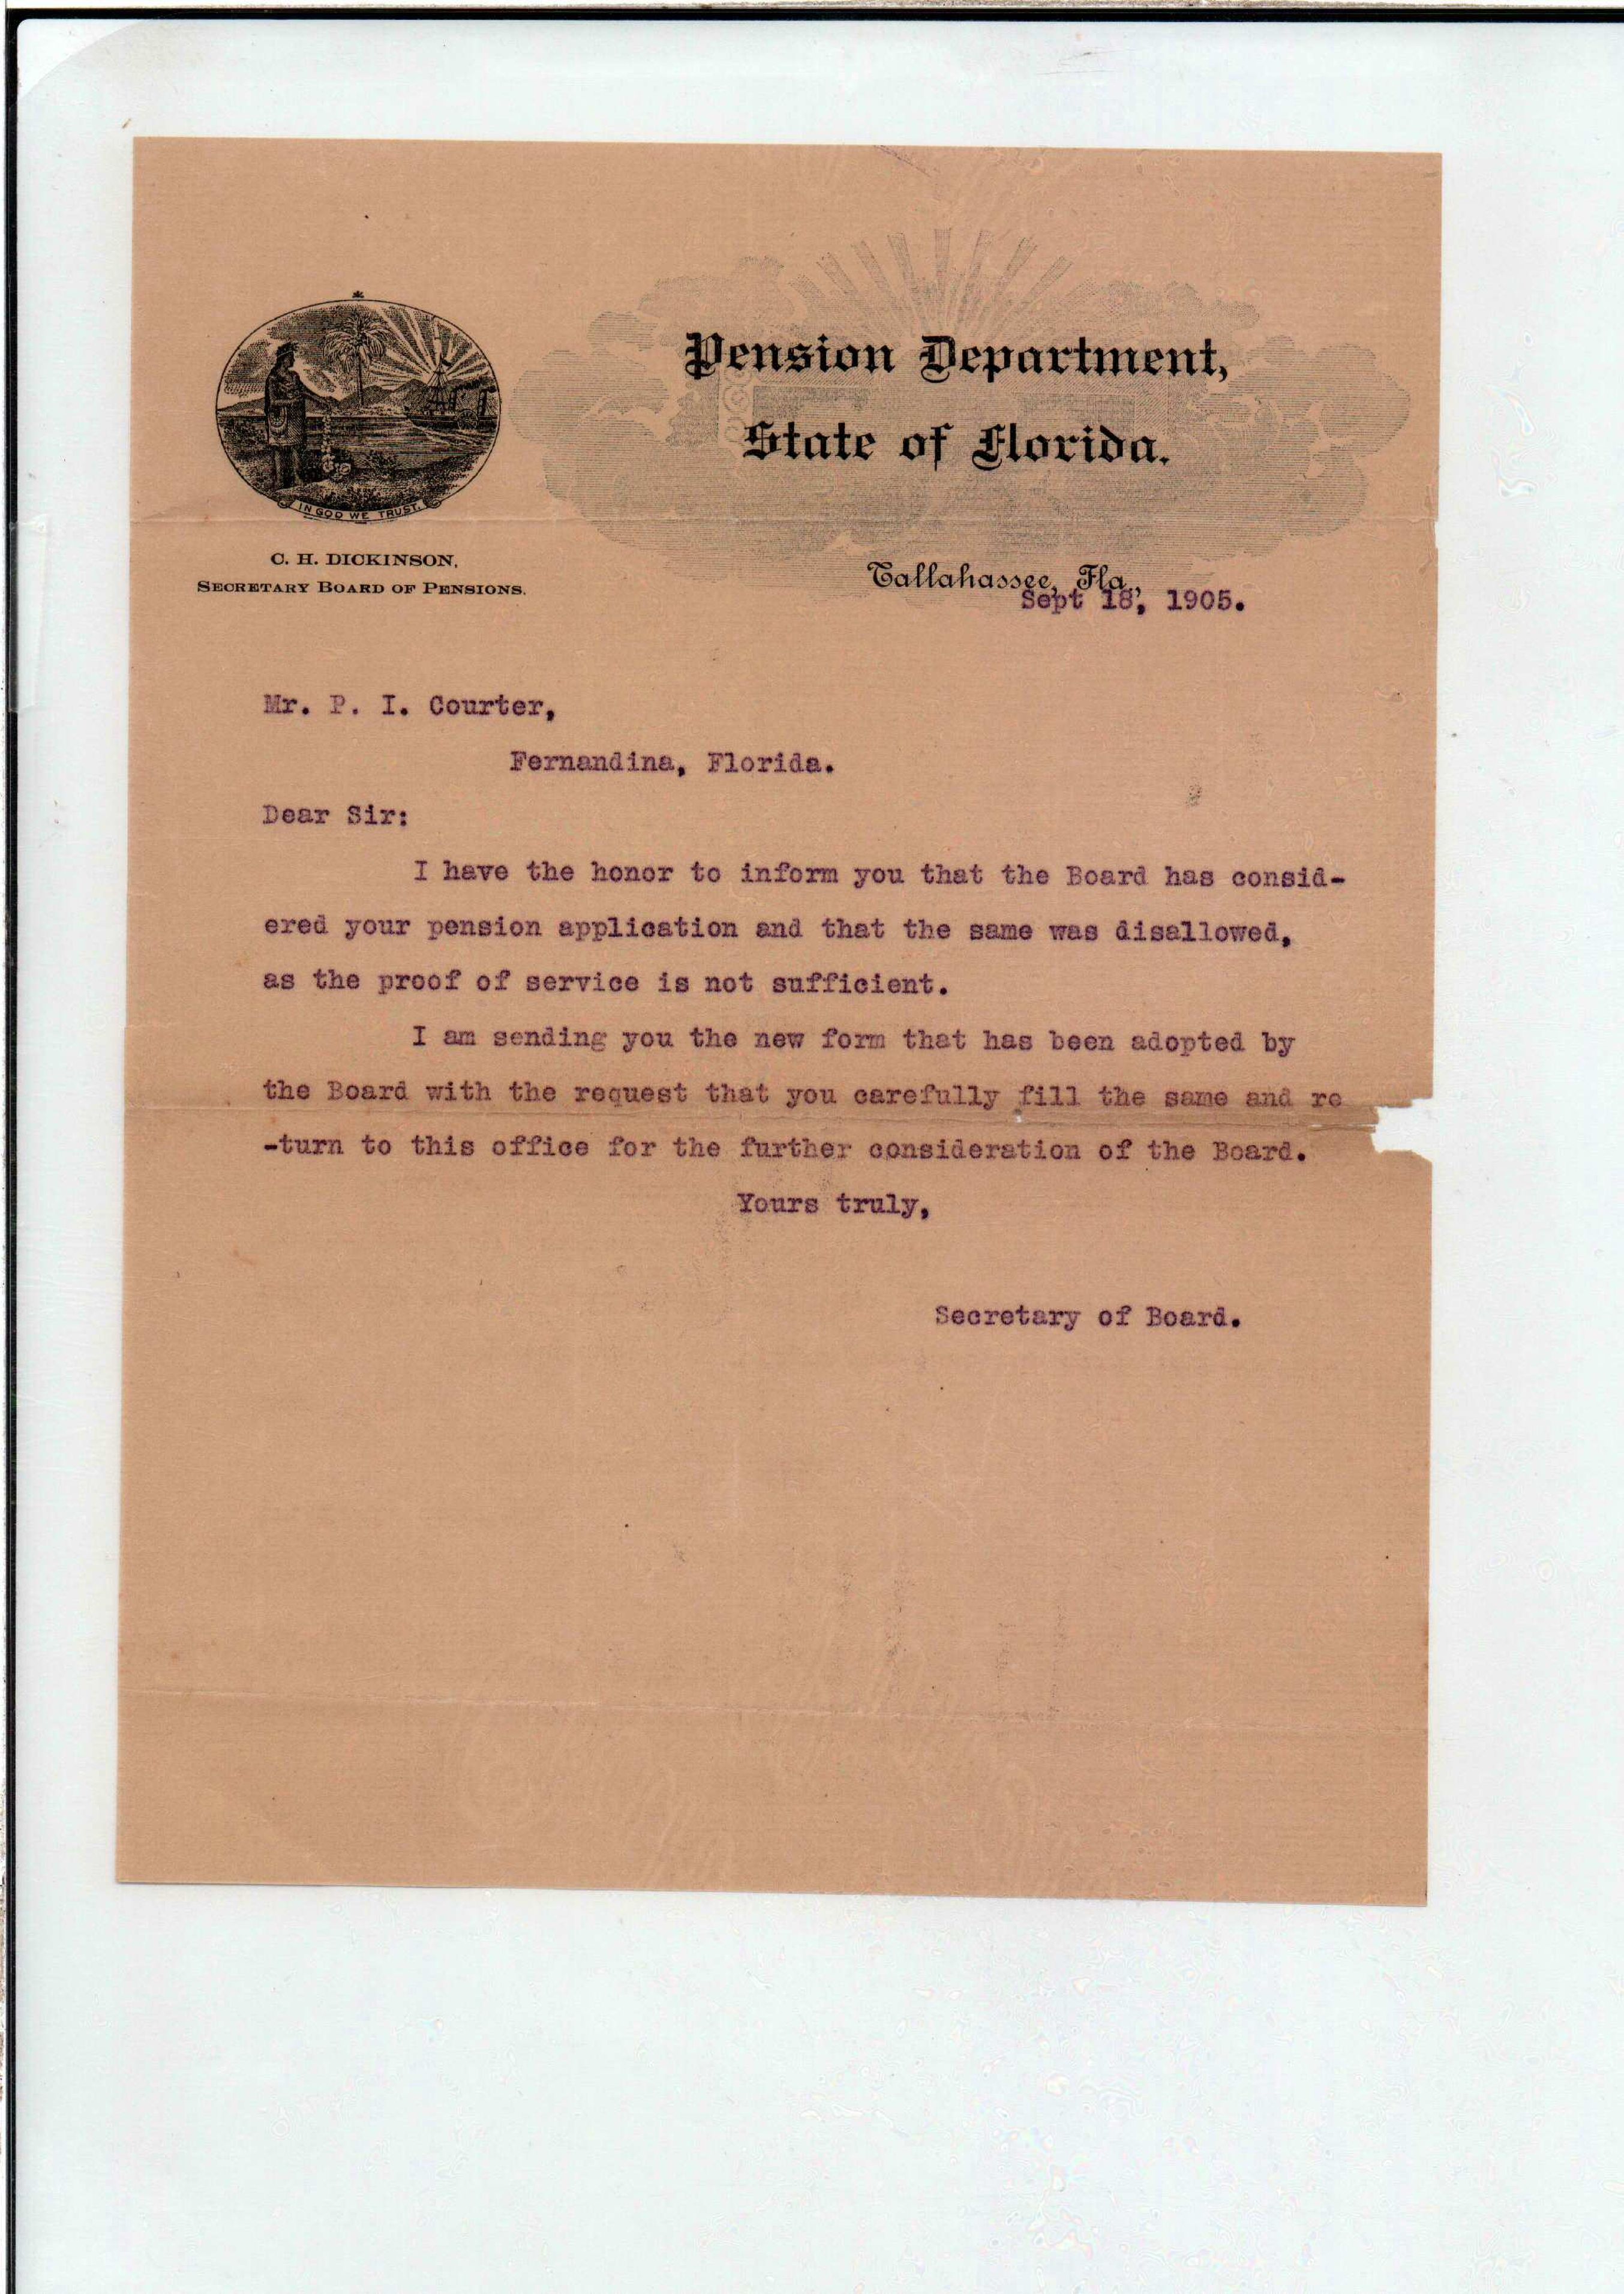 Pension Department,
State of Florida.
IN GOD WE TRUST.
C. H. DICKINSON,
SECRETARY BOARD OF PENSIONS.
Tallahassee, Fla.,
Sept 18, 1905.
Mr. P. I. Courter,
Fernandina, Florida.
Dear Sir:
I have the honor to inform you that the Board has consid-
ered your pension application and that the same was disallowed,
as the proof of service is not sufficient.
I am sending you the new form that has been adopted by
the Board with the request that you carefully fill the same and re
-turn to this office for the further consideration of the Board.
Yours truly,
Secretary of Board.